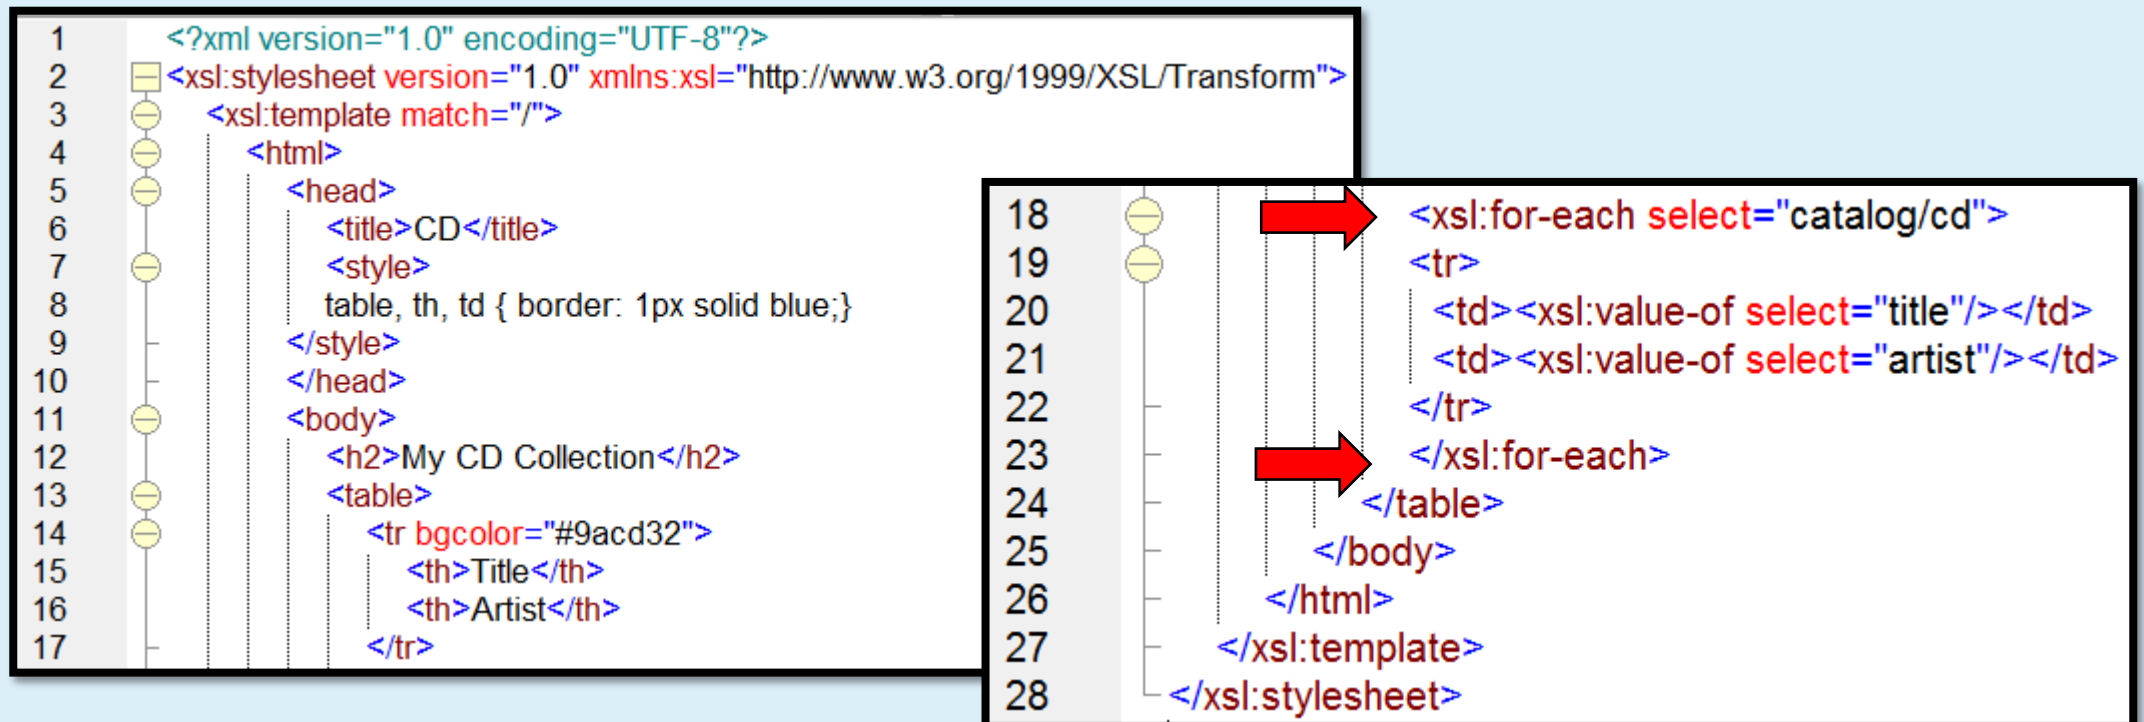 1 <?xml version="1.0" encoding="UTF-8"?>
2 <xsl:stylesheet version="1.0" xmlns:xsl="http://www.w3.org/1999/XSL/Transform">
3 <xsl:template match="/">
4 <html>
5 <head>
6 <title>CD</title>
7 <style>
8 table, th, td { border: 1px solid blue;}
9 </style>
10 </head>
11 <body>
12 <h2>My CD Collection</h2>
13 <table>
14 <tr bgcolor="#9acd32">
15 <th>Title</th>
16 <th>Artist</th>
17 </tr>
18 <xsl:for-each select="catalog/cd">
19 <tr>
20 <td><xsl:value-of select="title"/></td>
21 <td><xsl:value-of select="artist"/></td>
22 </tr>
23 </xsl:for-each>
24 </table>
25 </body>
26 </html>
27 </xsl:template>
28 </xsl:stylesheet>